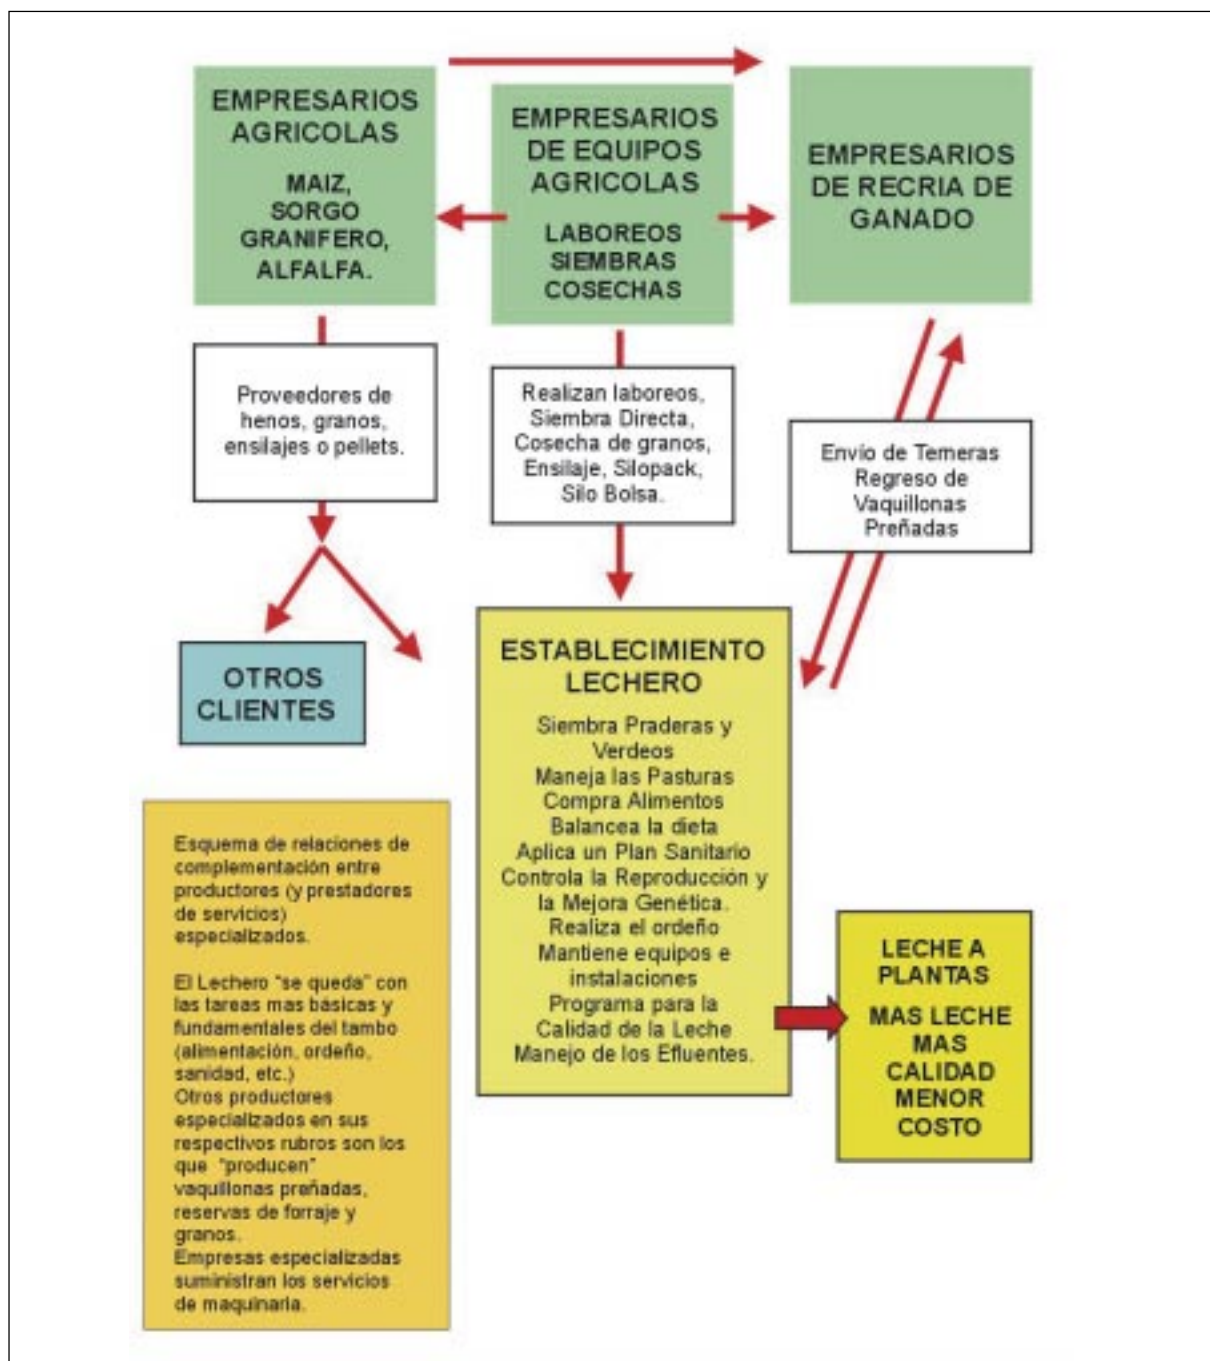 EMPRESARIOS
AGRICOLAS
MAIZ,
SORGO
GRANIFERO,
ALFALFA.
EMPRESARIOS
DE EQUIPOS
AGRICOLAS
LABOREOS
SIEMBRAS
COSECHAS
EMPRESARIOS
DE RECRIA DE
GANADO
Proveedores de
henos, granos,
ensilajes o pellets.
Realizan laboreos,
Siembra Directa,
Cosecha de granos,
Ensilaje, Silopack,
Silo Bolsa.
Envío de Terneras
Regreso de
Vaquillonas
Preñadas
OTROS
CLIENTES
ESTABLECIMIENTO
LECHERO
Siembra Praderas y
Verdeos
Maneja las Pasturas
Compra Alimentos
Balancea la dieta
Aplica un Plan Sanitario
Controla la Reproducción y
la Mejora Genética.
Realiza el ordeño
Mantiene equipos e
instalaciones
Programa para la
Calidad de la Leche
Manejo de los Efluentes.
Esquema de relaciones de
complementación entre
productores (y prestadores
de servicios)
especializados.
El Lechero "se queda" con
las tareas mas básicas y
fundamentales del tambo
(alimentación, ordeño,
sanidad, etc.)
Otros productores
especializados en sus
respectivos rubros son los
que "producen"
vaquillonas preñadas,
reservas de forraje y
granos.
Empresas especializadas
suministran los servicios
de maquinaria.
LECHE A
PLANTAS
MAS LECHE
MAS
CALIDAD
MENOR
COSTO